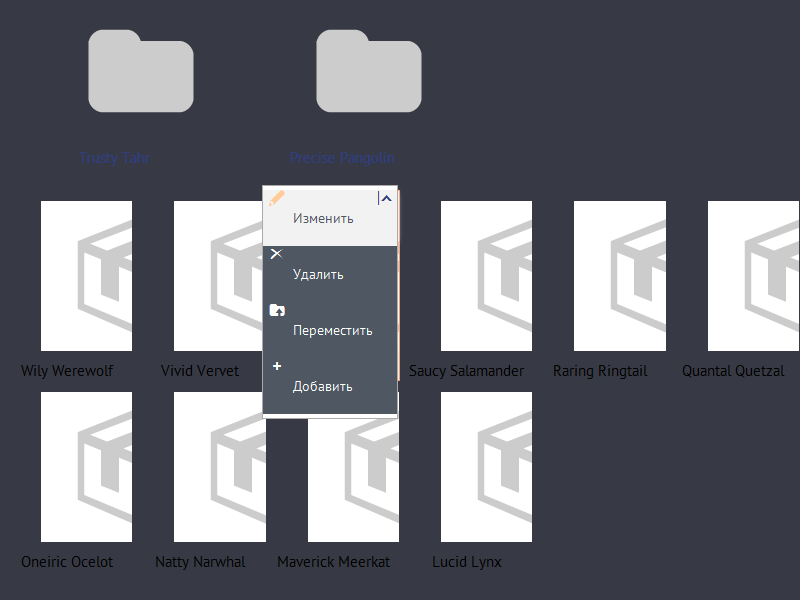 Trusty Tahr
Precise Pangolin
Изменить
Удалить
Переместить
Добавить
Wily Werewolf
Vivid Vervet
Saucy Salamander
Raring Ringtail
Quantal Quetzal
Oneiric Ocelot
Natty Narwhal
Maverick Meerkat
Lucid Lynx